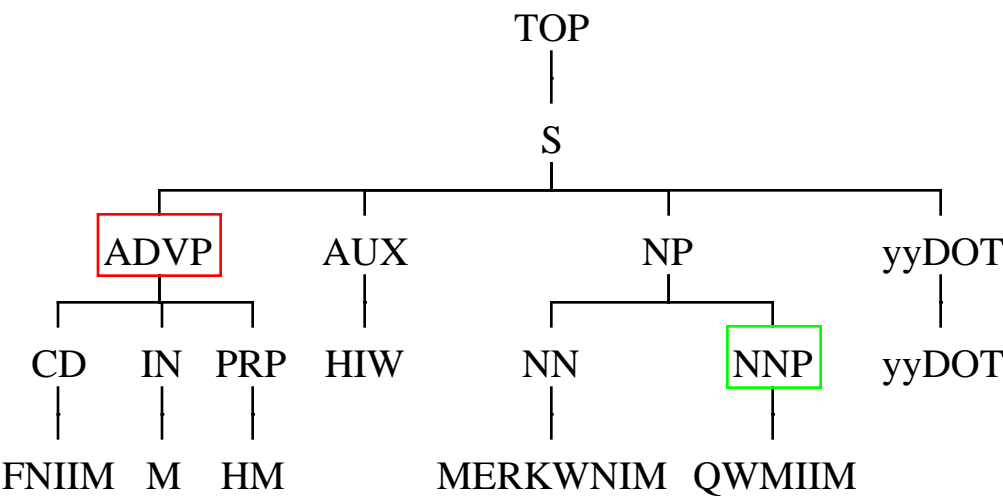 TOP
S
ADVP AUX NP yyDOT
CD IN PRP HIW NN NNP yyDOT
FNIIM M HM MERKWNIM QWMIIM